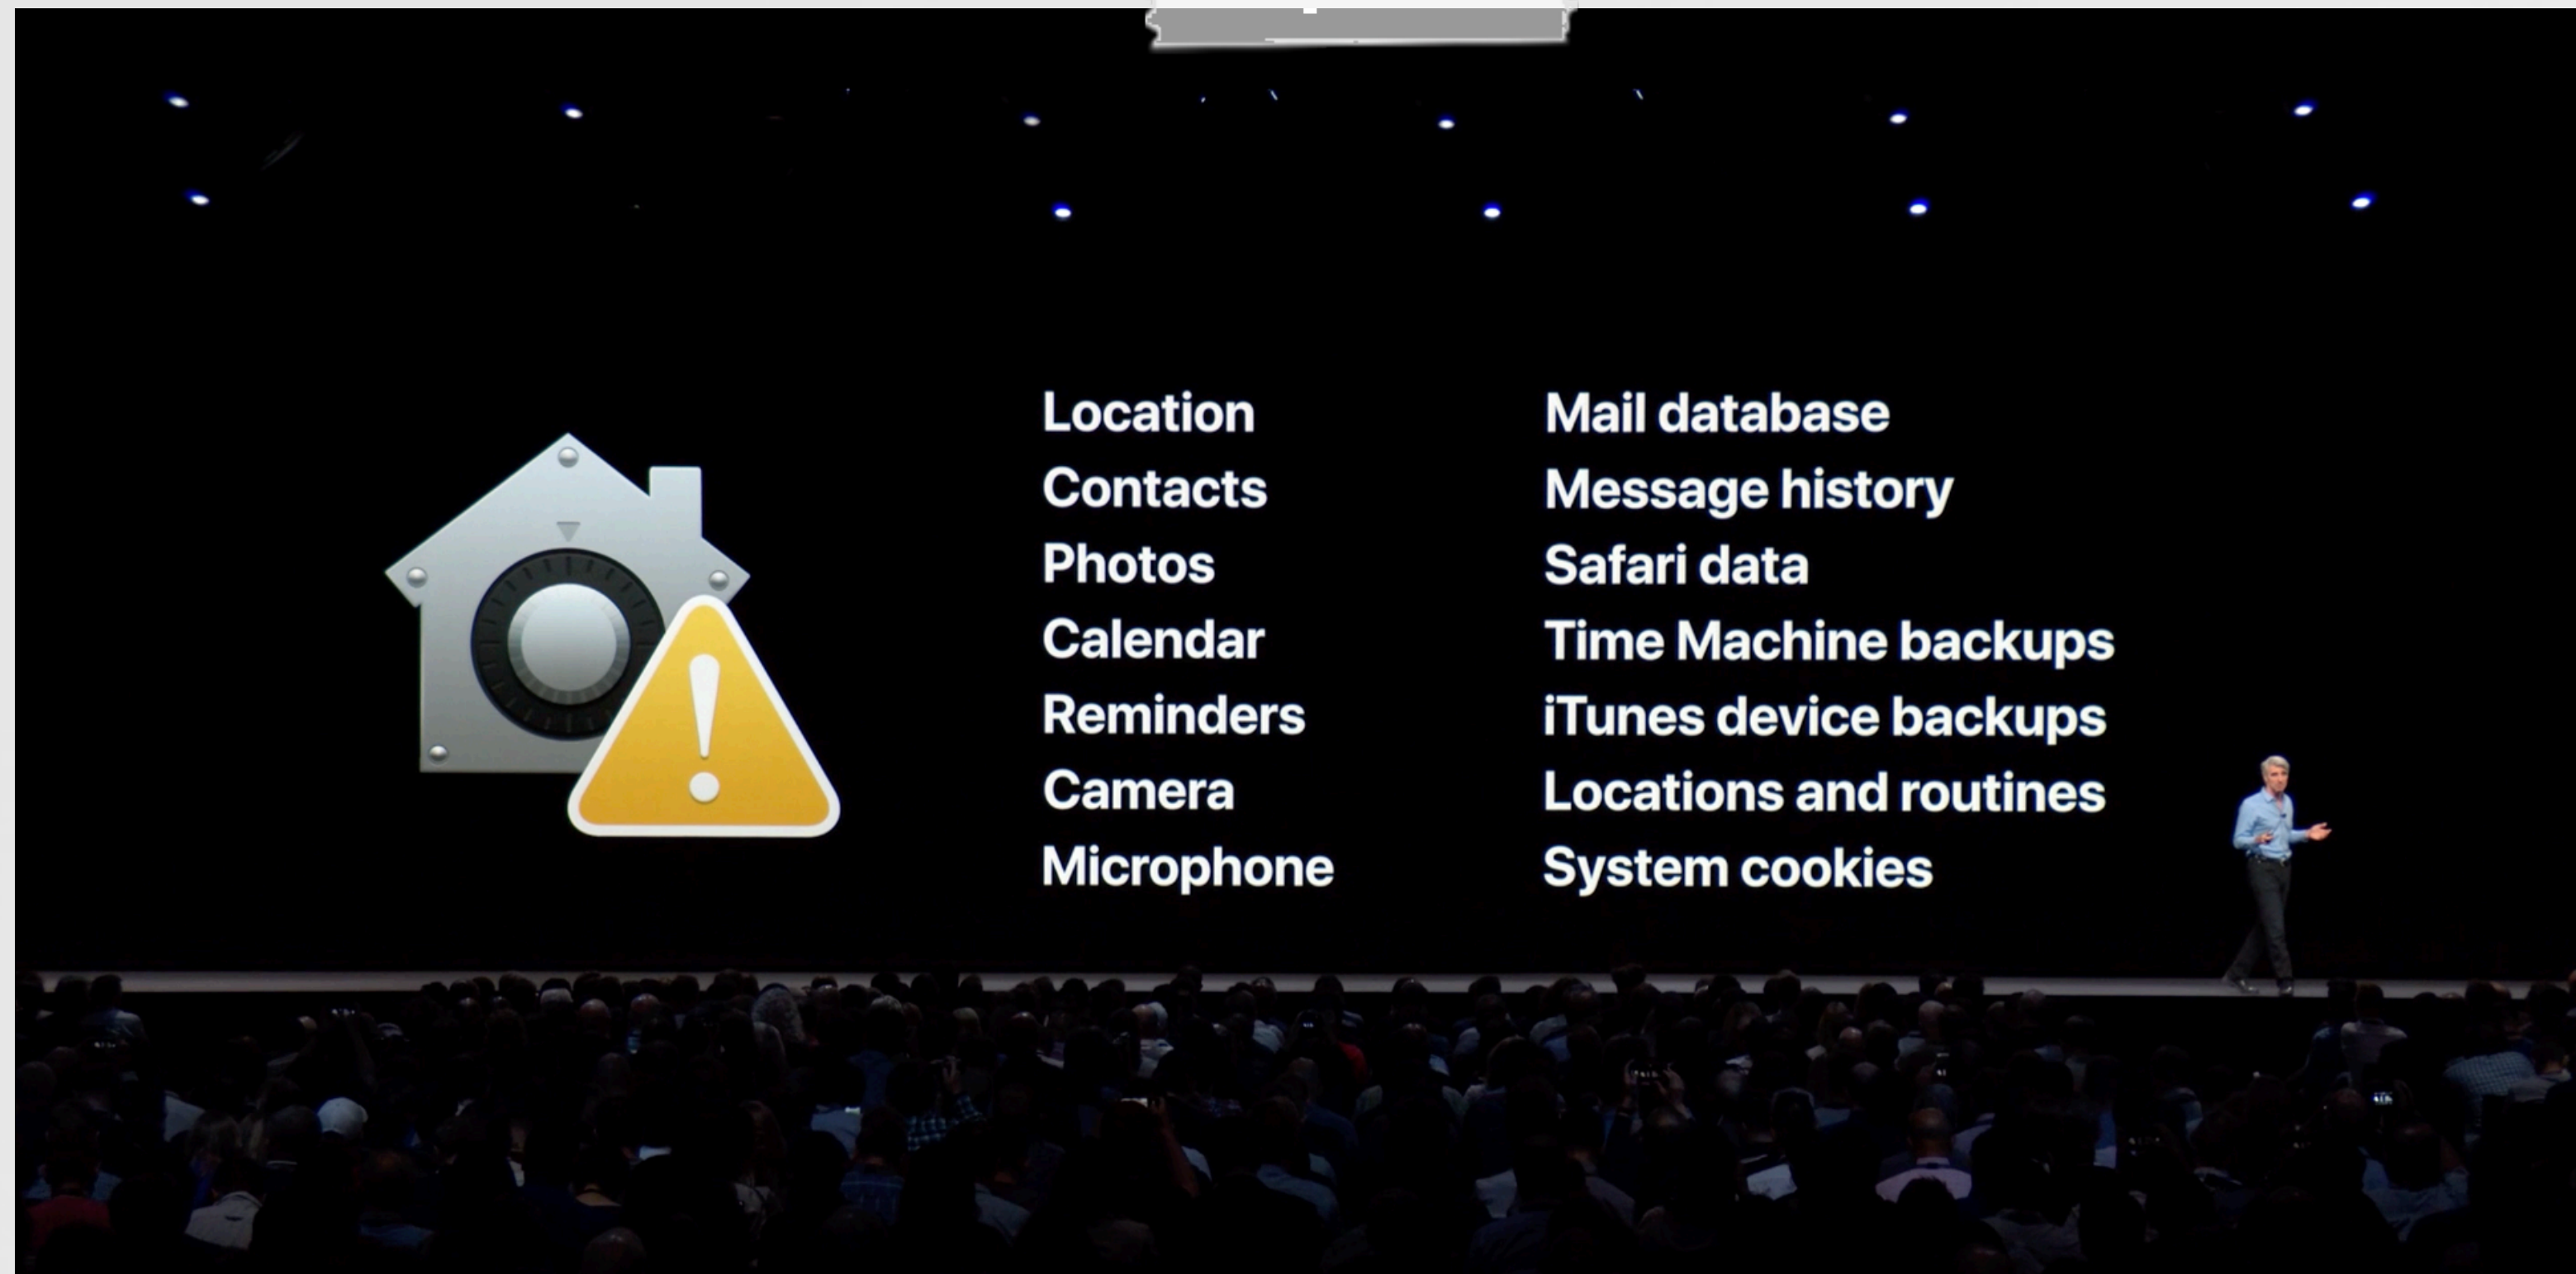 Location
Contacts
Photos
Calendar
Reminders
Camera
Microphone
Mail database
Message history
Safari data
Time Machine backups
iTunes device backups
Locations and routines
System cookies